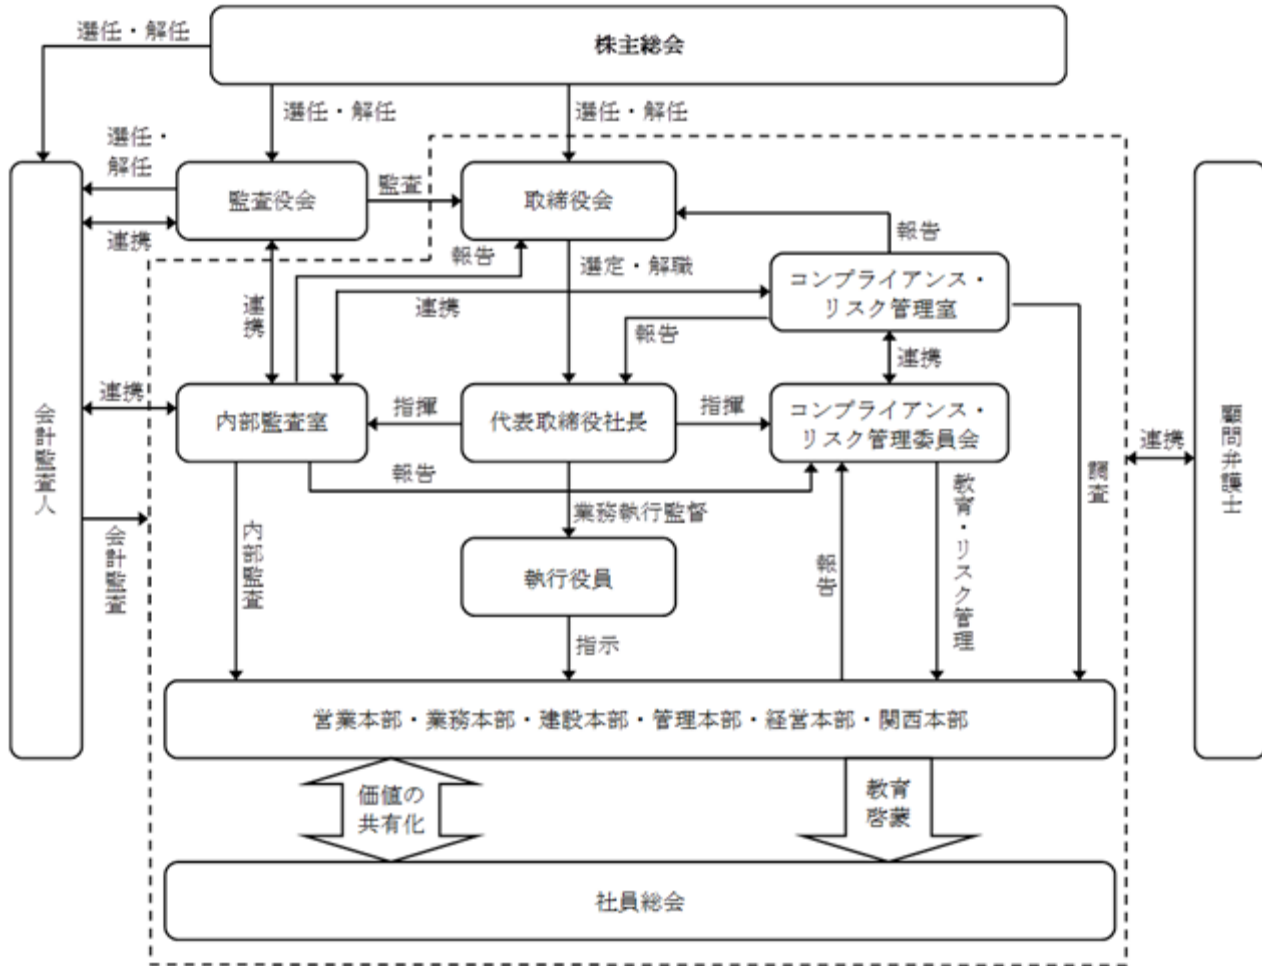 選任・解任
株主総会
選任・解任
選任・解任
選任・
解任
監査役会
監査
取締役会
連携
報告
報告
選定・解職
コンプライアンス・
リスク管理室
連携
連携
報告
連携
連携
内部監査室
指揮
代表取締役社長
指揮
コンプライアンス・
リスク管理委員会
会計監査人
顧問弁護士
連携
調査
報告
業務執行監督
教育・リスク管理
会計監査
内部監査
執行役員
報告
指示
営業本部・業務本部・建設本部・管理本部・経営本部・関西本部
価値の
共有化
教育
啓蒙
社員総会